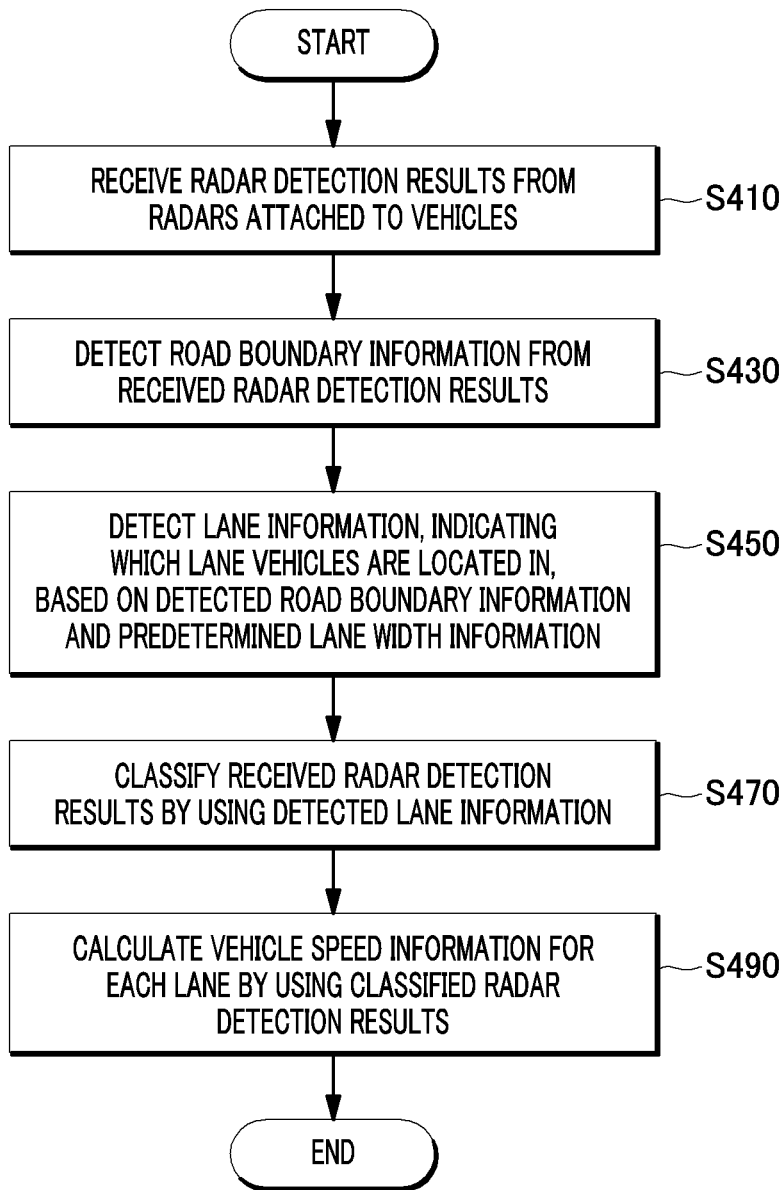 START
RECEIVE RADAR DETECTION RESULTS FROM
RADARS ATTACHED TO VEHICLES
S410
DETECT ROAD BOUNDARY INFORMATION FROM
RECEIVED RADAR DETECTION RESULTS
S430
DETECT LANE INFORMATION, INDICATING
WHICH LANE VEHICLES ARE LOCATED IN,
BASED ON DETECTED ROAD BOUNDARY INFORMATION
AND PREDETERMINED LANE WIDTH INFORMATION
S450
CLASSIFY RECEIVED RADAR DETECTION
RESULTS BY USING DETECTED LANE INFORMATION
S470
CALCULATE VEHICLE SPEED INFORMATION FOR
EACH LANE BY USING CLASSIFIED RADAR
DETECTION RESULTS
S490
END